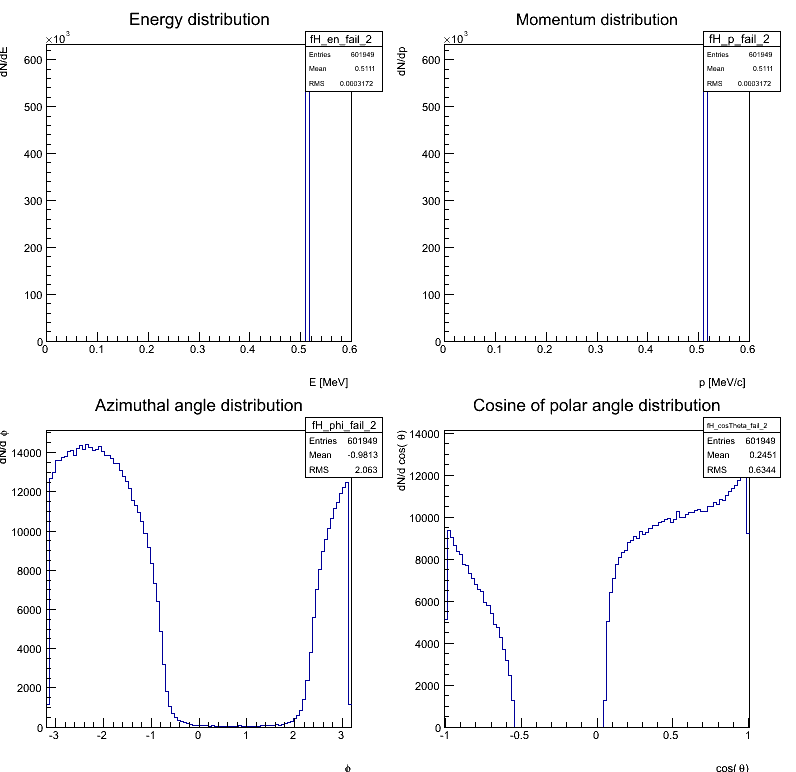 Energy distribution
dN/dE
×10³
fH_en_fail_2
Entries 601949
Mean 0.5111
RMS 0.0003172
600
500
400
300
200
100
0
0 0.1 0.2 0.3 0.4 0.5 0.6
E [MeV]
Momentum distribution
dN/dp
×10³
fH_p_fail_2
Entries 601949
Mean 0.5111
RMS 0.0003172
600
500
400
300
200
100
0
0 0.1 0.2 0.3 0.4 0.5 0.6
p [MeV/c]
Azimuthal angle distribution
dN/d ϕ
fH_phi_fail_2
Entries 601949
Mean -0.9813
RMS 2.063
14000
12000
10000
8000
6000
4000
2000
0
-3 -2 -1 0 1 2 3
ϕ
Cosine of polar angle distribution
dN/d cos( θ)
fH_cosTheta_fail_2
Entries 601949
Mean 0.2451
RMS 0.6344
14000
12000
10000
8000
6000
4000
2000
0
-1 -0.5 0 0.5 1
cos( θ)